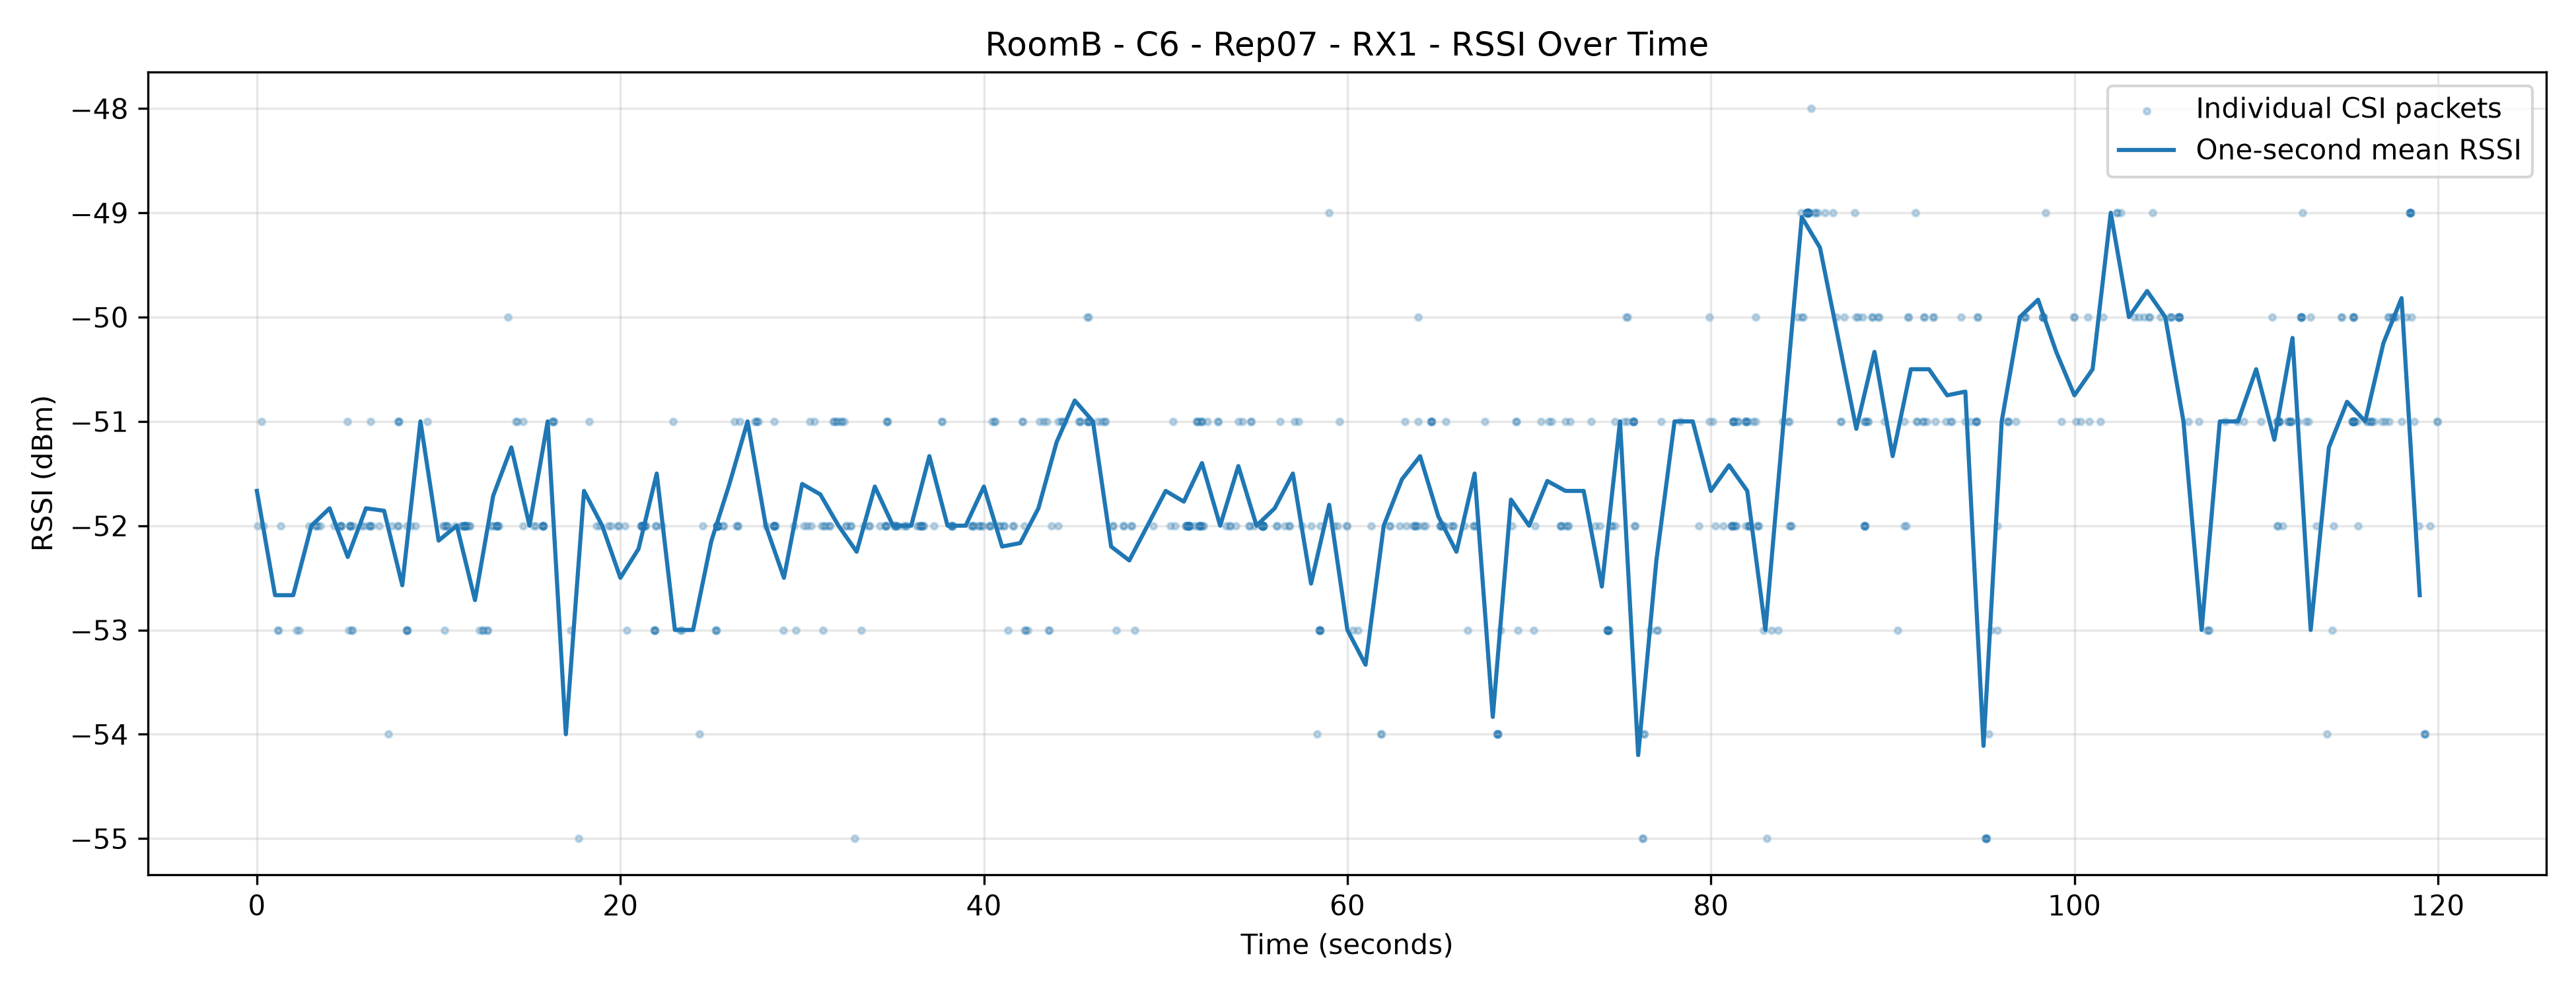 RoomB - C6 - Rep07 - RX1 - RSSI Over Time
Individual CSI packets
One-second mean RSSI
RSSI (dBm)
−48
−49
−50
−51
−52
−53
−54
−55
0 20 40 60 80 100 120
Time (seconds)